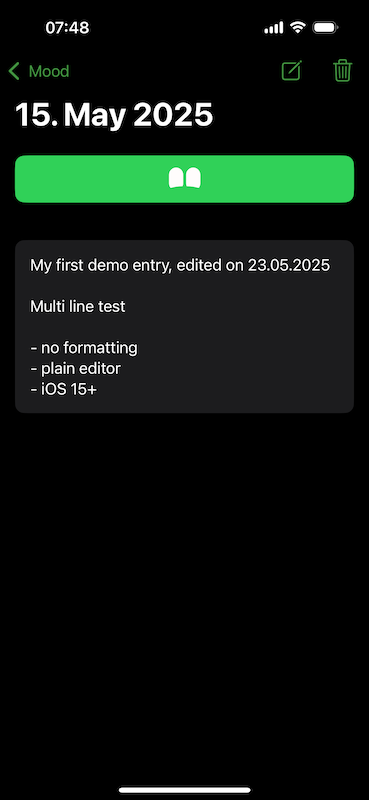 07:48
Mood
15. May 2025
My first demo entry, edited on 23.05.2025
Multi line test
- no formatting
- plain editor
- iOS 15+